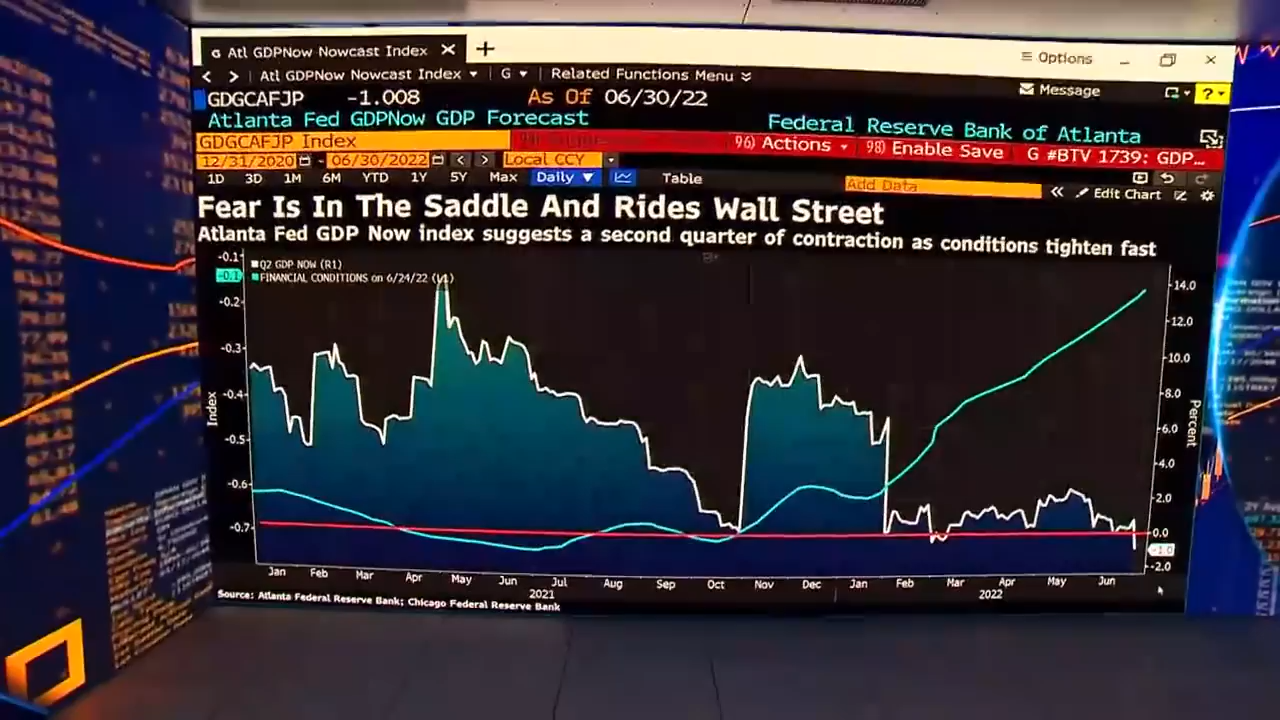 Atl GDPNow Nowcast Index × +
Options
< > Atl GDPNow Nowcast Index G Related Functions Menu
Message
GDGCAFJP -1.008 As Of 06/30/22
Atlanta Fed GDPNow GDP Forecast Federal Reserve Bank of Atlanta
GDGCAFJP Index 96) Actions 98) Enable Save G #BTV 1739: GDP...
12/31/2020 - 06/30/2022 < > Local CCY
1D 3D 1M 6M YTD 1Y 5Y Max Daily ▼ Table Add Data « Edit Chart
Fear Is In The Saddle And Rides Wall Street
Atlanta Fed GDP Now index suggests a second quarter of contraction as conditions tighten fast
Q2 GDP NOW (R1)
FINANCIAL CONDITIONS on 6/24/22 (L1)
-0.1
-0.1
-0.2
-0.3
-0.4
-0.5
-0.6
-0.7
Index
14.0
12.0
10.0
8.0
6.0
4.0
2.0
0.0
-1.0
-2.0
Percent
Jan Feb Mar Apr May Jun Jul Aug Sep Oct Nov Dec Jan Feb Mar Apr May Jun
2021 2022
Source: Atlanta Federal Reserve Bank; Chicago Federal Reserve Bank